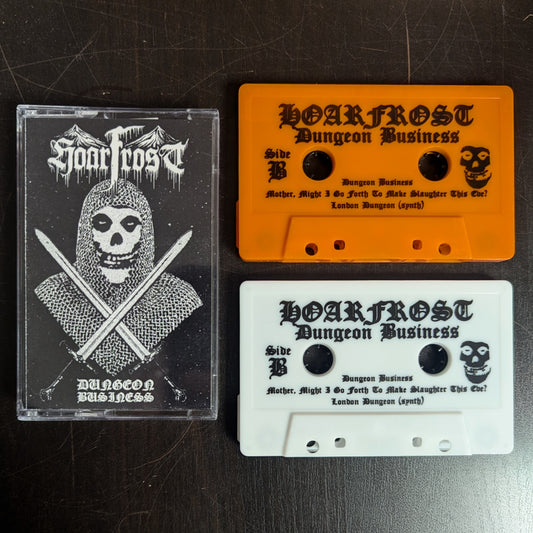 HoarFrost
DUNGEON
BUSINESS
HOARFROST
Dungeon Business
Side
B
Dungeon Business
Mother, Might I Go Forth To Make Slaughter This Eve?
London Dungeon (synth)
HOARFROST
Dungeon Business
Side
B
Dungeon Business
Mother, Might I Go Forth To Make Slaughter This Eve?
London Dungeon (synth)